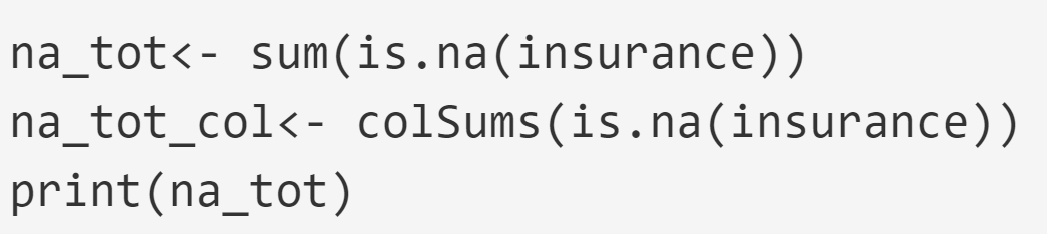 na_tot<- sum(is.na(insurance))
na_tot_col<- colSums(is.na(insurance))
print(na_tot)